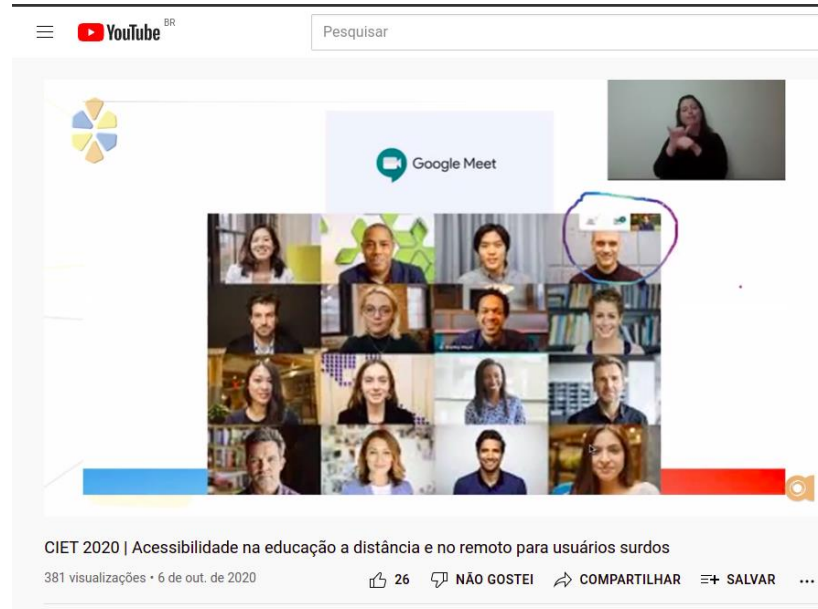 YouTube BR
Pesquisar
Google Meet
CIET 2020 | Acessibilidade na educação a distância e no remoto para usuários surdos
381 visualizações • 6 de out. de 2020
26 NÃO GOSTEI COMPARTILHAR SALVAR ...